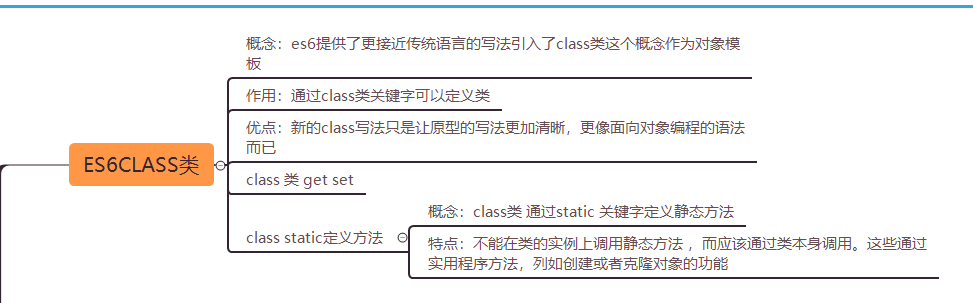 概念：es6提供了更接近传统语言的写法引入了class类这个概念作为对象模
板
作用：通过class类关键字可以定义类
优点：新的class写法只是让原型的写法更加清晰，更像面向对象编程的语法
而已
ES6CLASS类
class 类 get set
class static定义方法
概念：class类 通过static 关键字定义静态方法
特点：不能在类的实例上调用静态方法 ，而应该通过类本身调用。这些通过
实用程序方法，列如创建或者克隆对象的功能